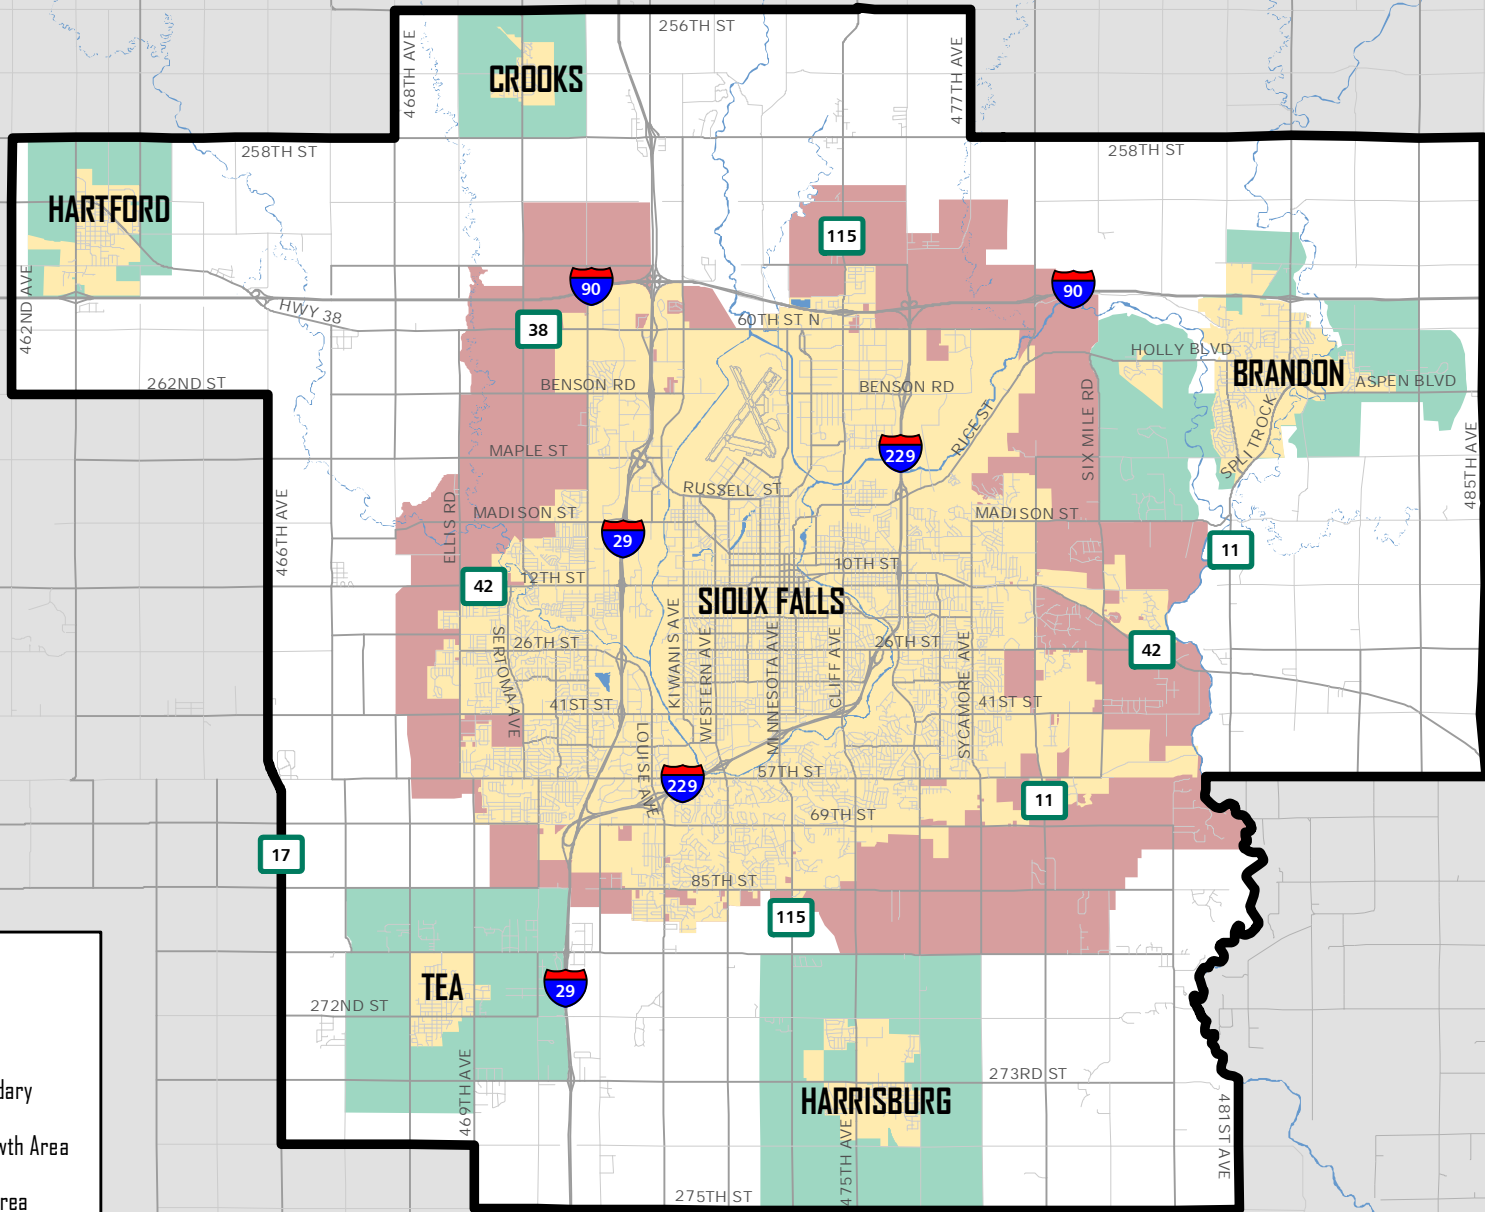 256TH ST
468TH AVE
477TH AVE
CROOKS
258TH ST
258TH ST
HARTFORD
115
90
90
462ND AVE
HWY 38
38
60TH ST N
HOLLY BLVD
BRANDON
ASPEN BLVD
262ND ST
BENSON RD
BENSON RD
SIX MILE RD
RICE ST
SPLITROCK
MAPLE ST
229
485TH AVE
RUSSELL ST
466TH AVE
ELLIS RD
MADISON ST
MADISON ST
29
11
10TH ST
12TH ST
42
SIOUX FALLS
26TH ST
26TH ST
42
SERTOMA AVE
KIWANIS AVE
WESTERN AVE
MINNESOTA AVE
CLIFF AVE
SYCAMORE AVE
41ST ST
41ST ST
LOUISE AVE
57TH ST
229
11
69TH ST
17
85TH ST
115
TEA
29
272ND ST
469TH AVE
273RD ST
HARRISBURG
475TH AVE
481ST AVE
275TH ST
dary
wth Area
rea